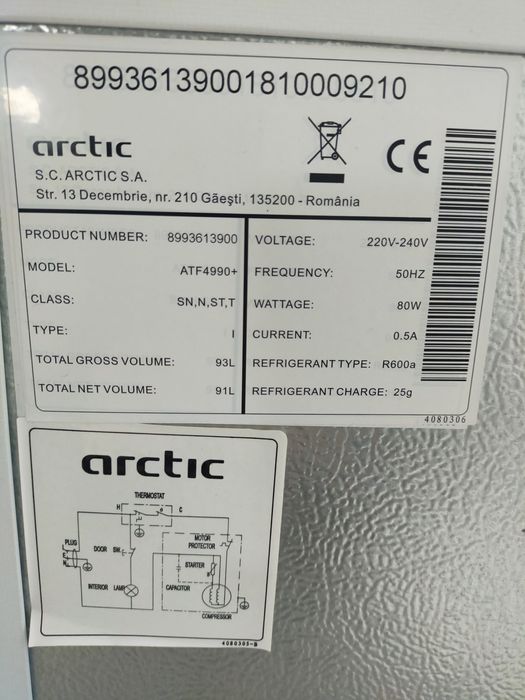 89936139001810009210
arctic
CE
S.C. ARCTIC S.A.
Str. 13 Decembrie, nr. 210 Găești, 135200 - România
PRODUCT NUMBER: 8993613900
MODEL: ATF4990+
CLASS: SN,N,ST,T
TYPE: I
TOTAL GROSS VOLUME: 93L
TOTAL NET VOLUME: 91L
VOLTAGE: 220V-240V
FREQUENCY: 50HZ
WATTAGE: 80W
CURRENT: 0.5A
REFRIGERANT TYPE: R600a
REFRIGERANT CHARGE: 25g
4080306
arctic
THERMOSTAT
H C
PLUG
E
N
DOOR SW.
INTERIOR LAMP
MOTOR
PROTECTOR
STARTER
CAPACITOR
COMPRESSOR
4080305-B